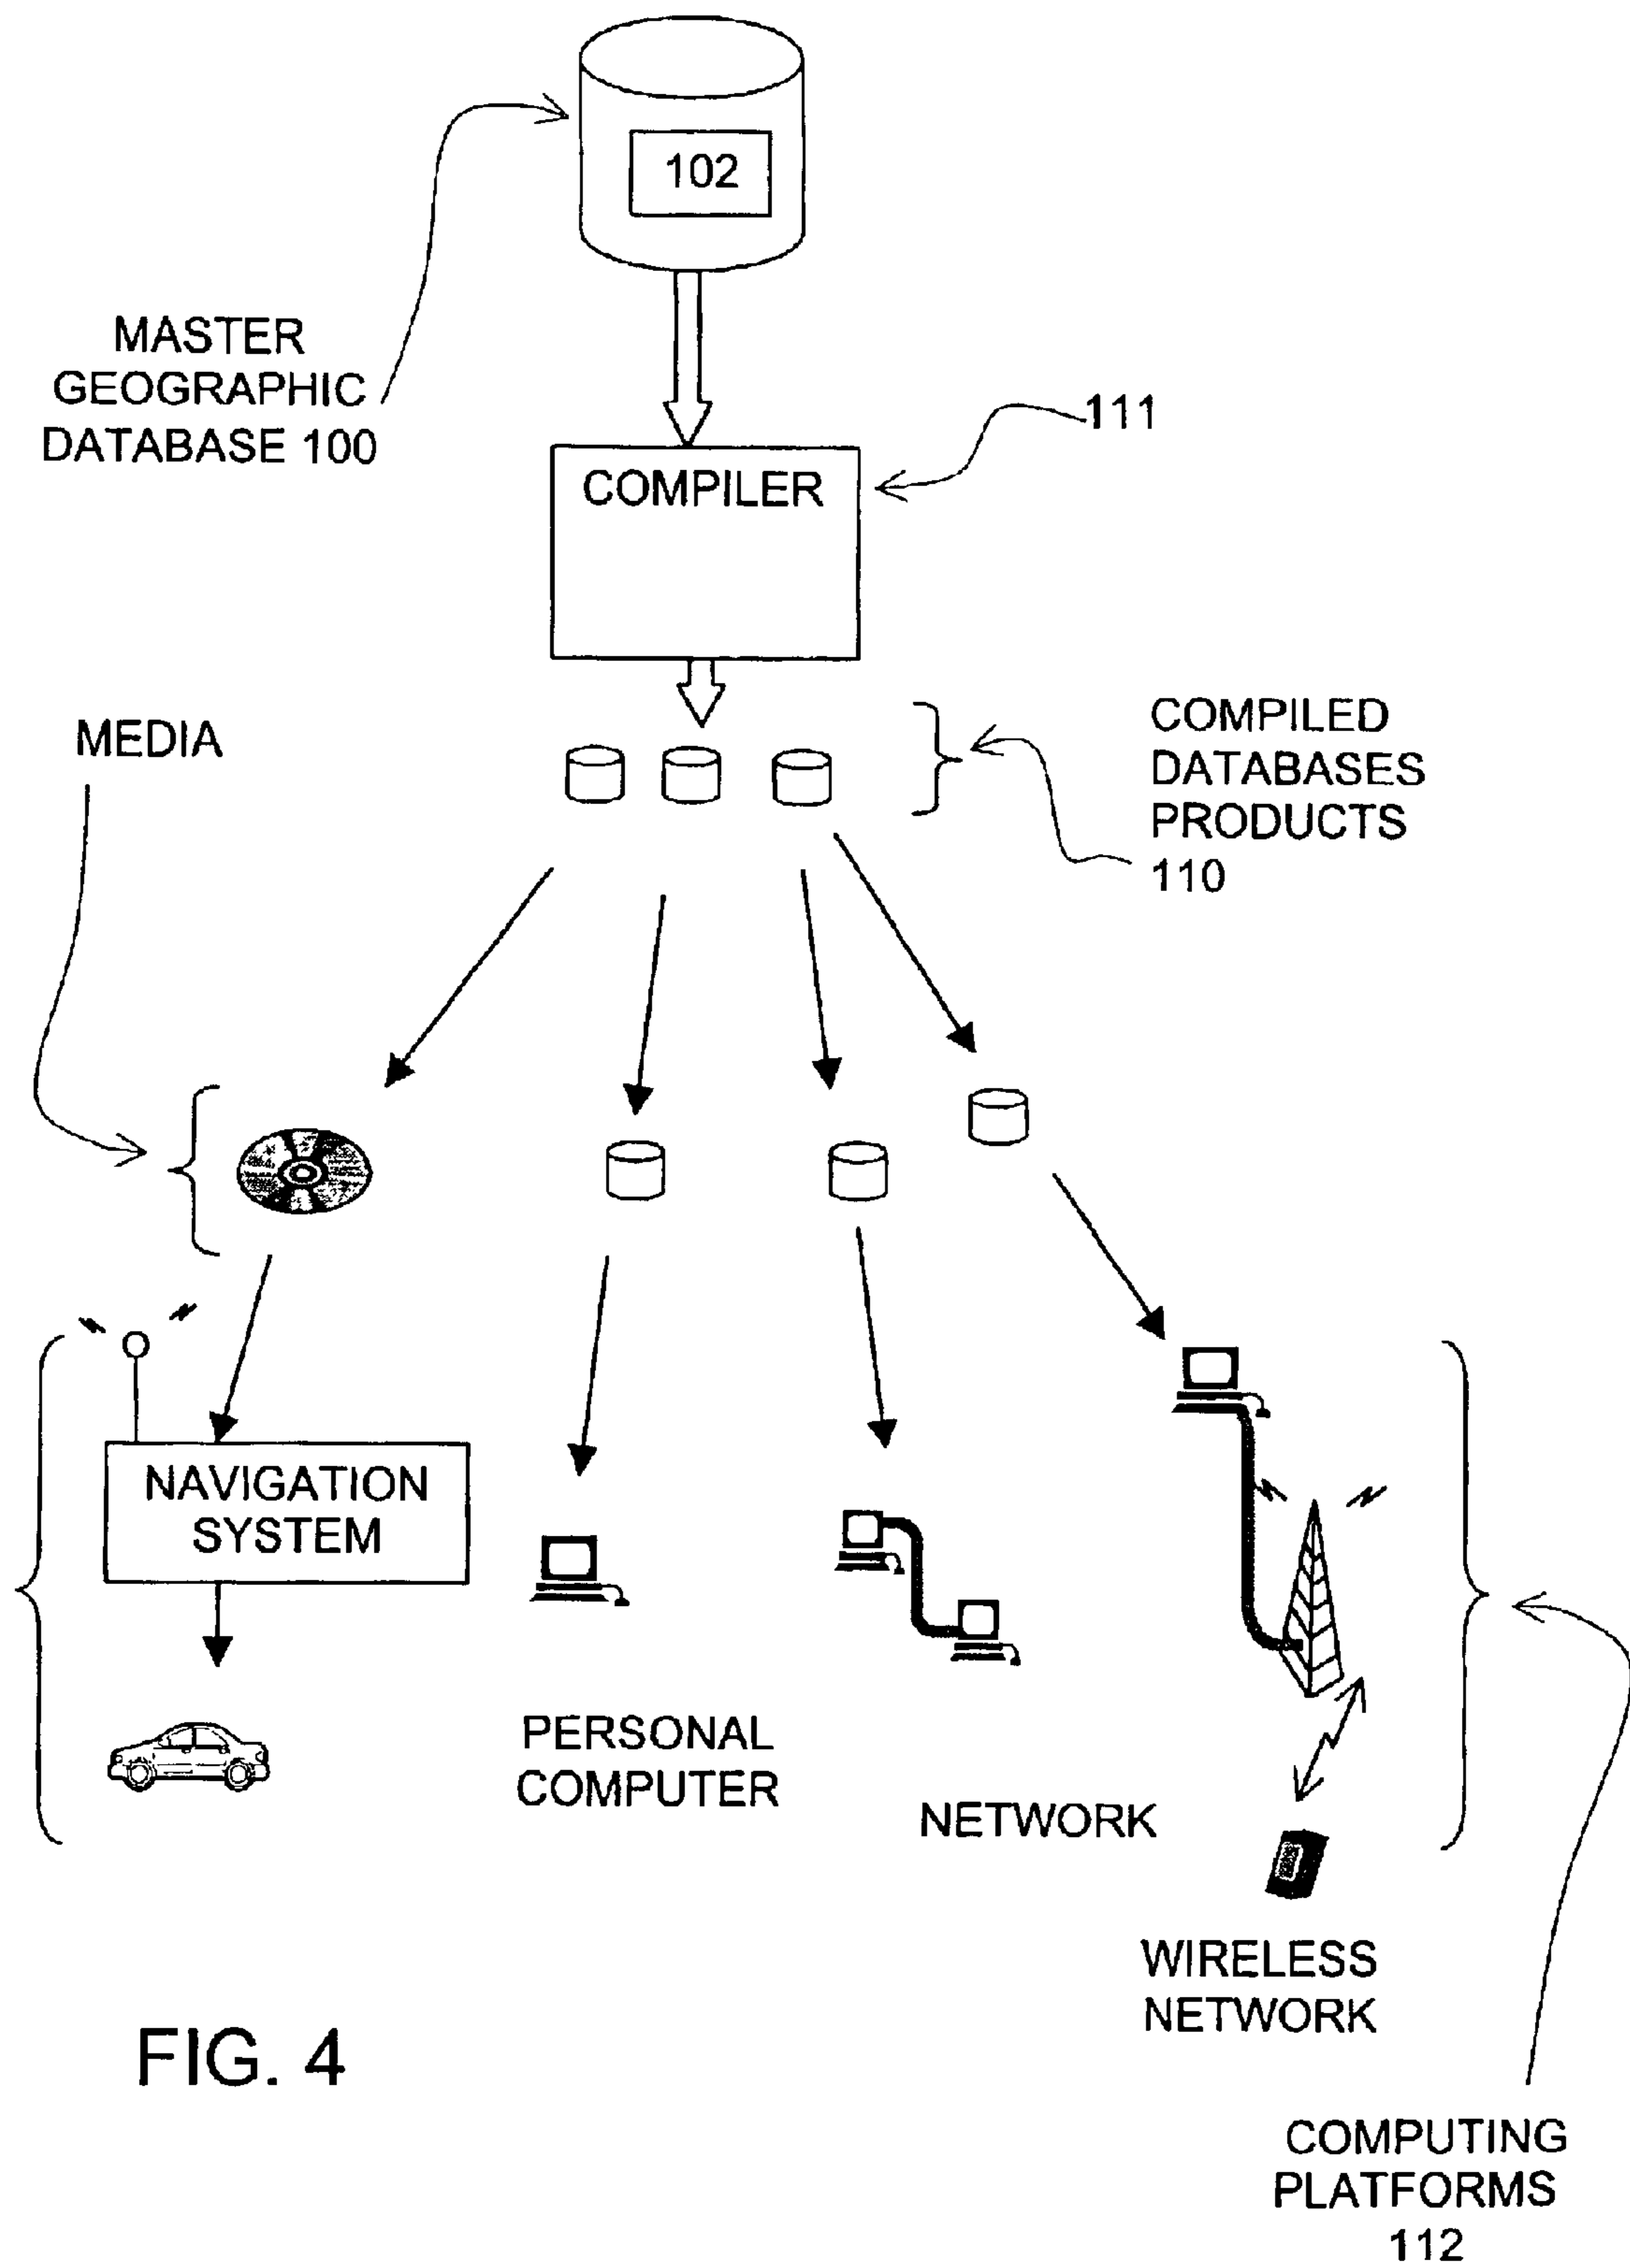 102
MASTER
GEOGRAPHIC
DATABASE 100
111
COMPILER
COMPILED
DATABASES
PRODUCTS
110
MEDIA
NAVIGATION
SYSTEM
PERSONAL
COMPUTER
NETWORK
WIRELESS
NETWORK
FIG. 4
COMPUTING
PLATFORMS
112